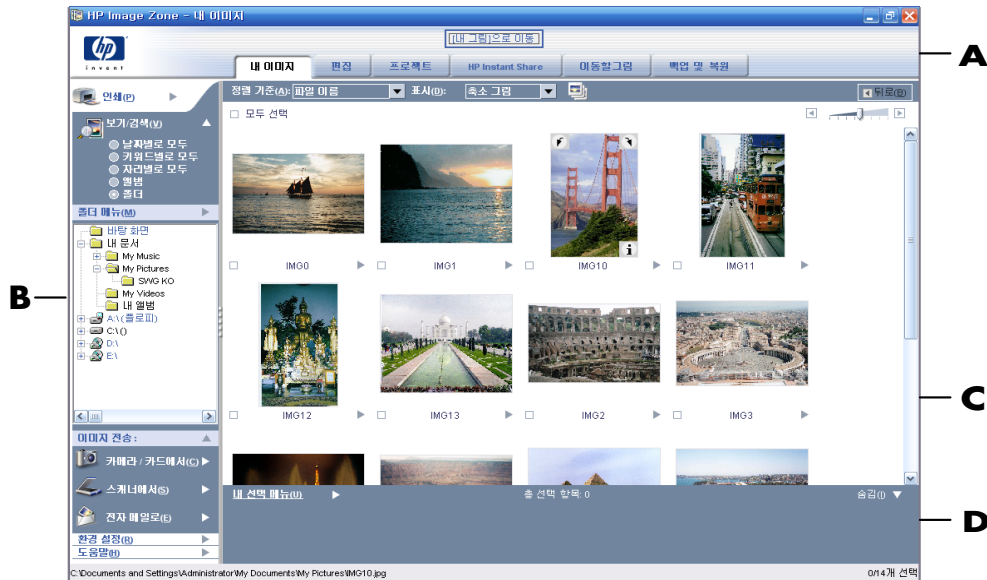 HP Image Zone - 내 이미지
hp
invent
[내 그림]으로 이동
내 이미지
편집
프로젝트
HP Instant Share
이동할그림
백업 및 복원
A
인쇄(P)
정렬 기준(A): 파일 이름
표시(D): 축소 그림
뒤로(B)
보기/검색(V)
날짜별로 모두
키워드별로 모두
자리별로 모두
앨범
폴더
모두 선택
폴더 메뉴(M)
바탕 화면
내 문서
My Music
My Pictures
SWG KO
My Videos
내 앨범
A:\(플로피)
C:\()
D:\
E:\
B
IMG0
IMG1
IMG10
IMG11
IMG12
IMG13
IMG2
IMG3
C
이미지 전송 :
카메라 / 카드에서(C)
스캐너에서(S)
전자 메일로(E)
환경 설정(R)
도움말(H)
내 선택 메뉴(U)
총 선택 항목: 0
숨김(I)
D
C:\Documents and Settings\Administrator\My Documents\My Pictures\IMG10.jpg
0/14개 선택